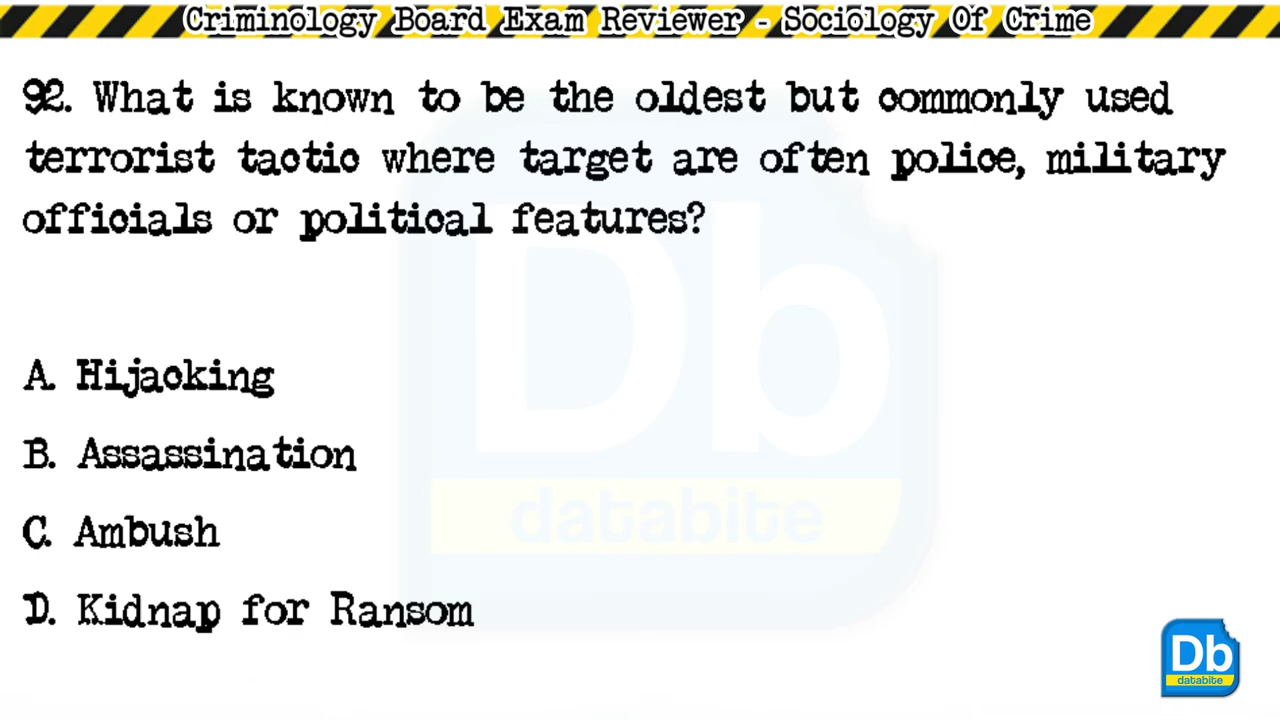 Criminology Board Exam Reviewer - Sociology Of Crime
92. What is known to be the oldest but commonly used
terrorist tactic where target are often police, military
officials or political features?
A. Hijacking
B. Assassination
C. Ambush
D. Kidnap for Ransom
Db
databite
Db
databite